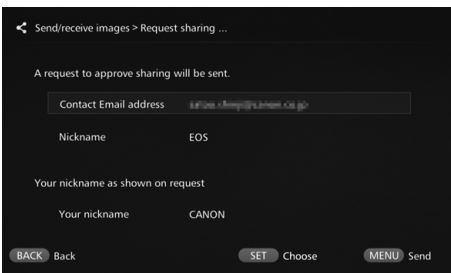 Send/receive images > Request sharing ...
A request to approve sharing will be sent.
Contact Email address
Nickname EOS
Your nickname as shown on request
Your nickname CANON
BACK Back SET Choose MENU Send